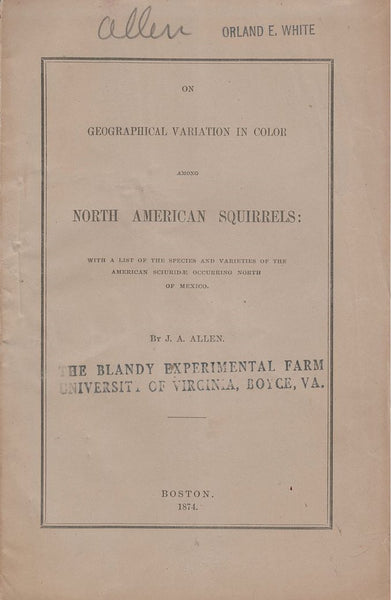 allen
ORLAND E. WHITE
ON
GEOGRAPHICAL VARIATION IN COLOR
AMONG
NORTH AMERICAN SQUIRRELS:
WITH A LIST OF THE SPECIES AND VARIETIES OF THE
AMERICAN SCIURIDÆ OCCURRING NORTH
OF MEXICO.
BY J. A. ALLEN.
THE BLANDY EXPERIMENTAL FARM
UNIVERSITY OF VIRGINIA, BOYCE, VA.
BOSTON.
1874.